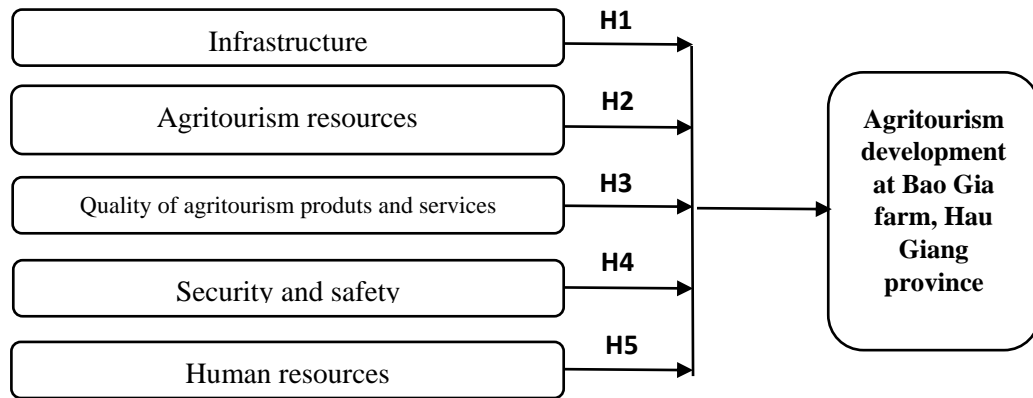 Infrastructure
H1
Agritourism resources
H2
Quality of agritourism produts and services
H3
Security and safety
H4
Human resources
H5
Agritourism
development
at Bao Gia
farm, Hau
Giang
province